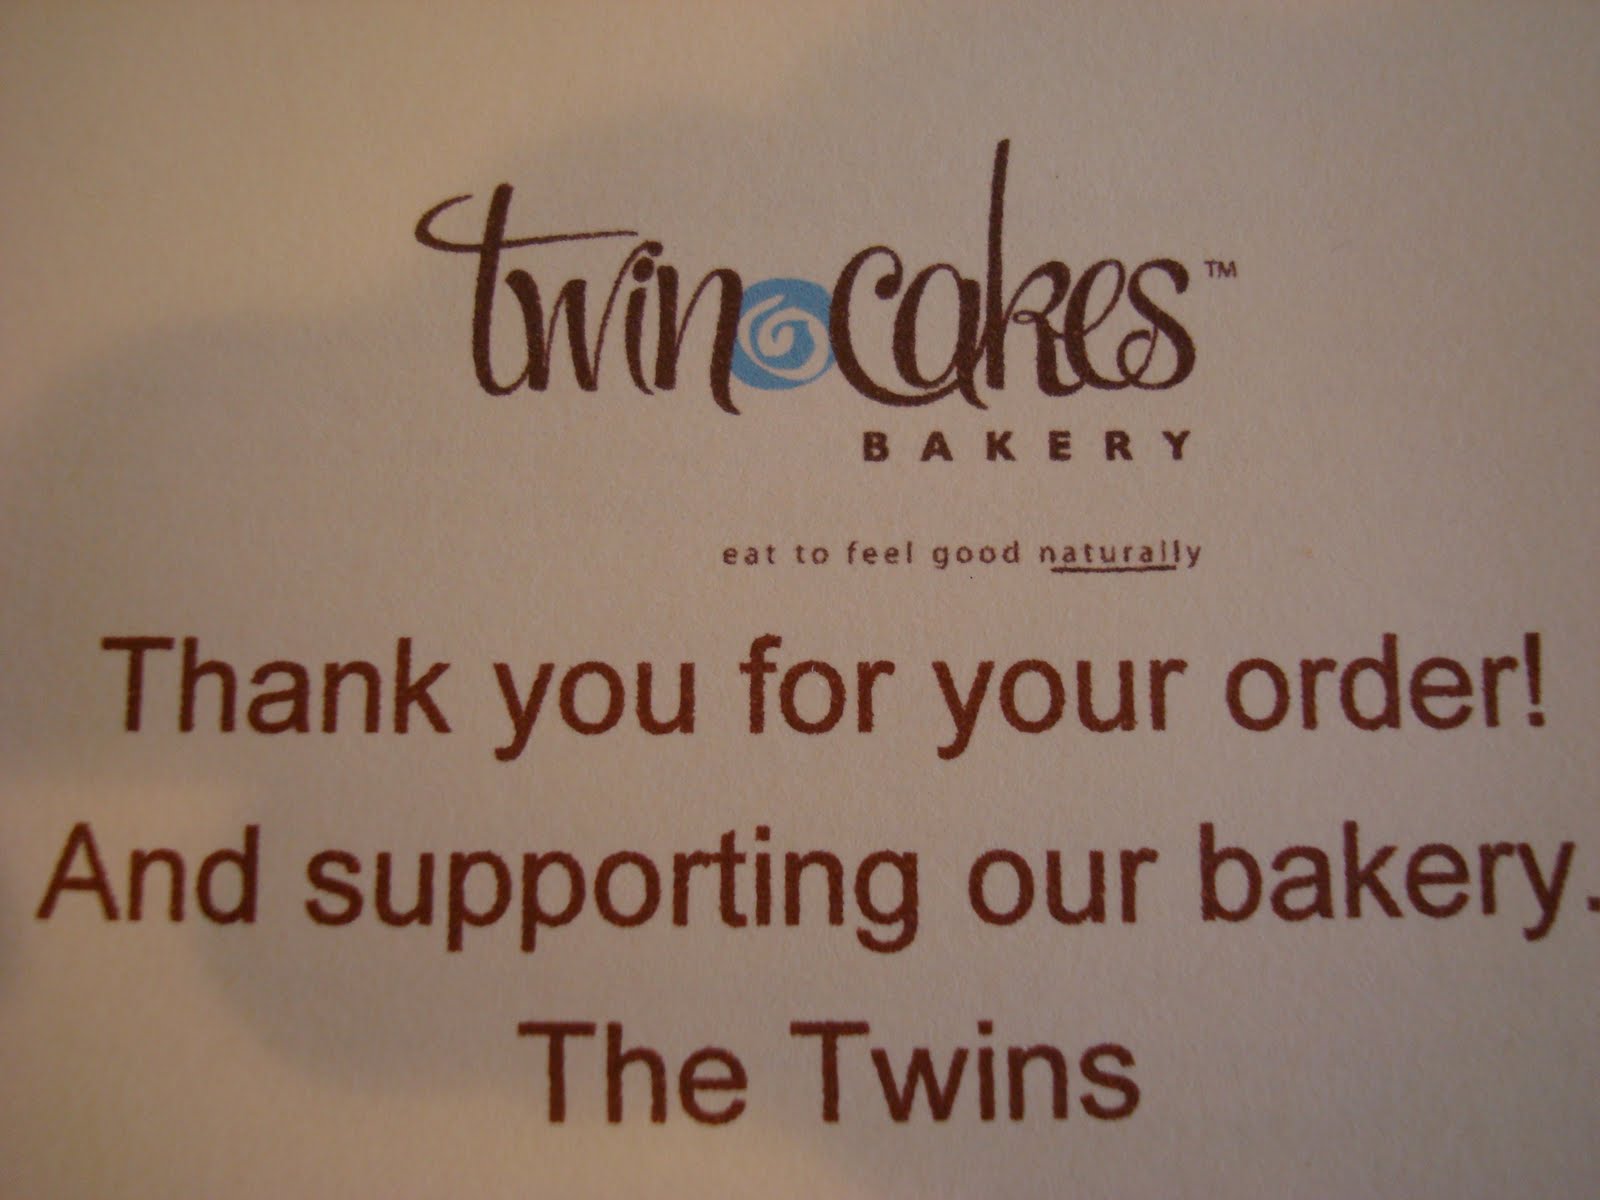 twin cakes™
BAKERY
eat to feel good naturally
Thank you for your order!
And supporting our bakery.
The Twins